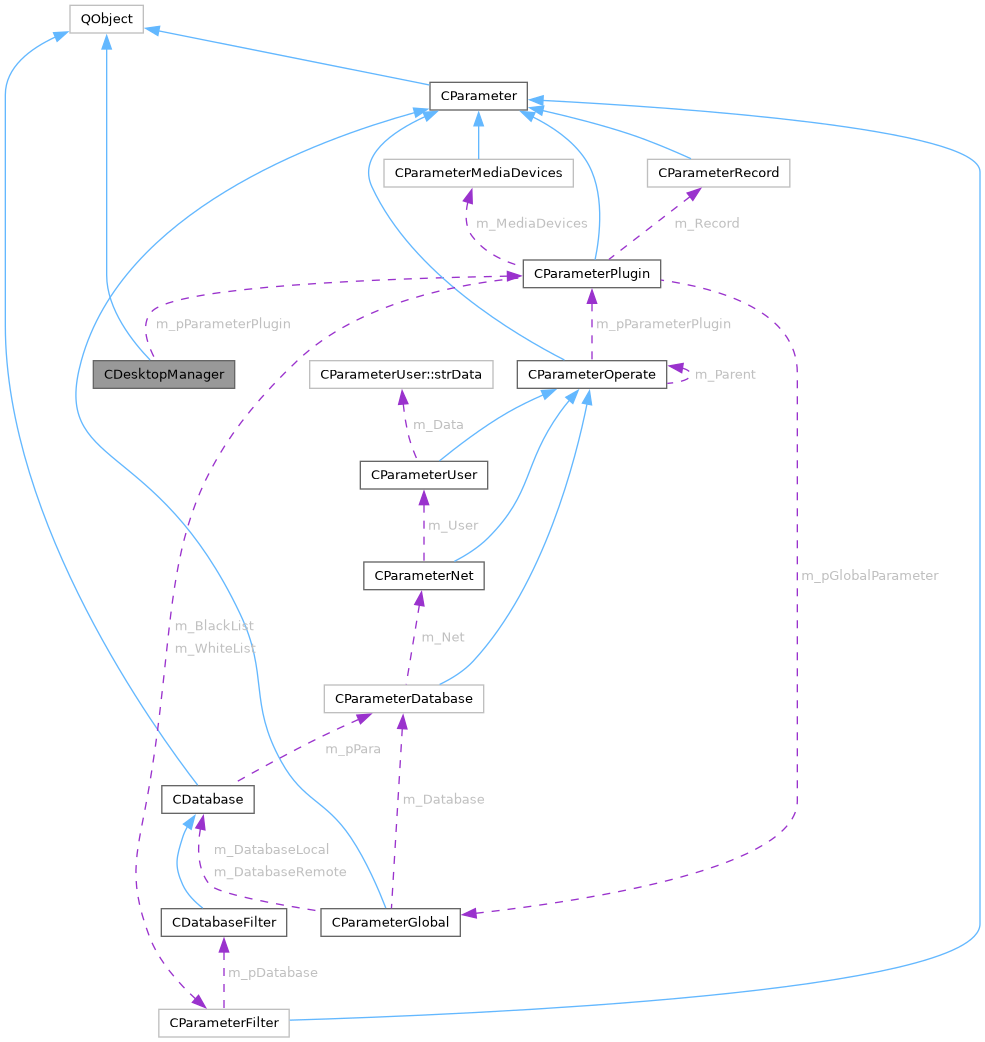 QObject
CParameter
CParameterMediaDevices
CParameterRecord
m_MediaDevices
m_Record
CParameterPlugin
m_pParameterPlugin
m_pParameterPlugin
CDesktopManager
CParameterUser::strData
CParameterOperate
m_Parent
m_Data
CParameterUser
m_User
CParameterNet
m_pGlobalParameter
m_BlackList
m_WhiteList
m_Net
CParameterDatabase
m_pPara
CDatabase
m_Database
m_DatabaseLocal
m_DatabaseRemote
CDatabaseFilter
CParameterGlobal
m_pDatabase
CParameterFilter